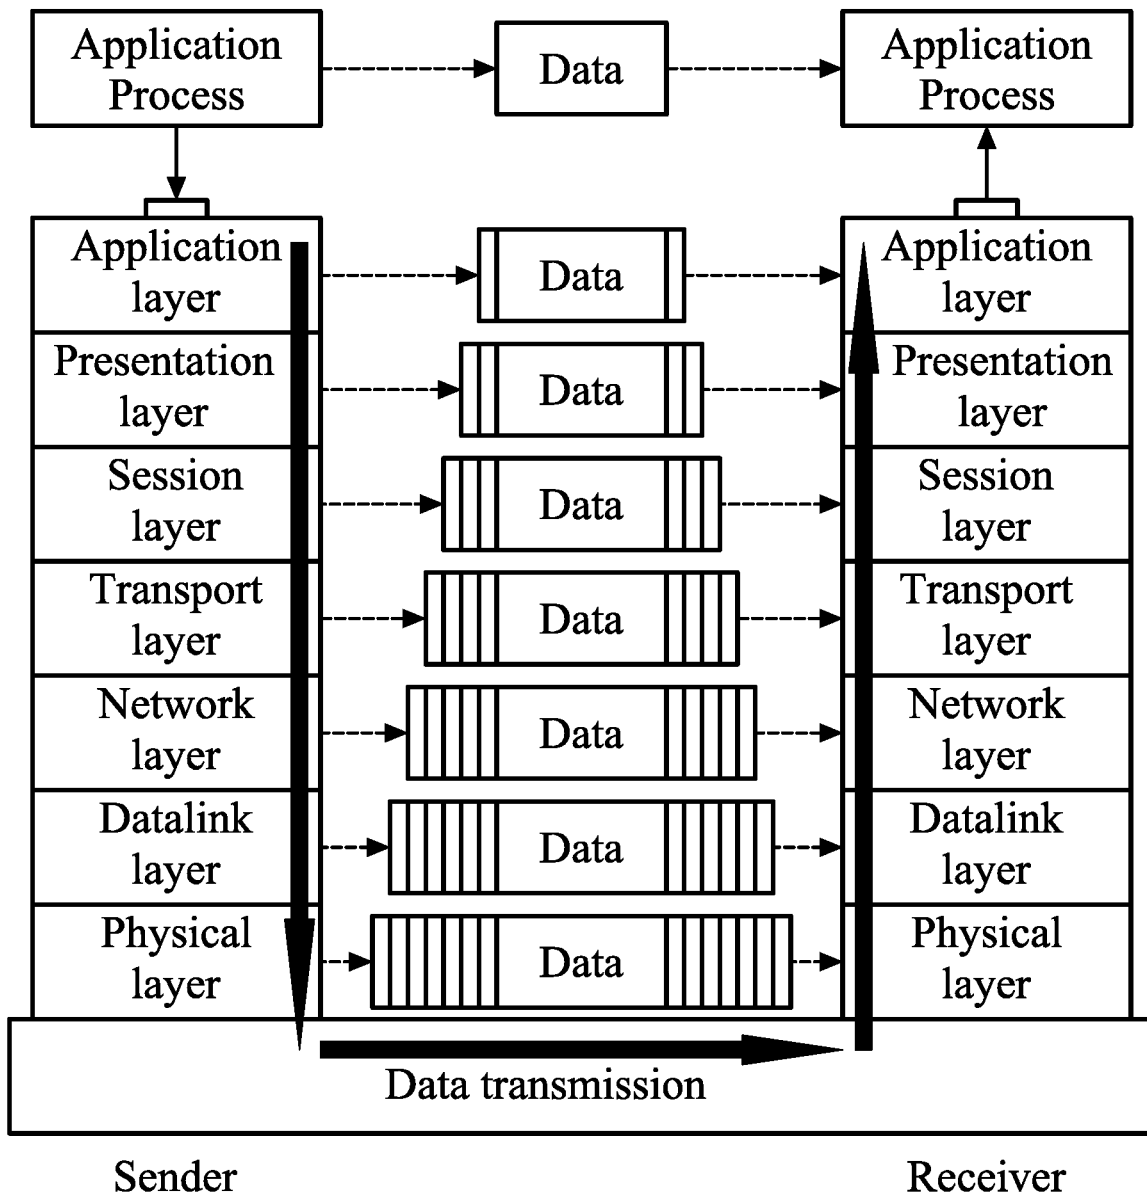 Application
Process
Data
Application
Process
Application
layer
Data
Application
layer
Presentation
layer
Data
Presentation
layer
Session
layer
Data
Session
layer
Transport
layer
Data
Transport
layer
Network
layer
Data
Network
layer
Datalink
layer
Data
Datalink
layer
Physical
layer
Data
Physical
layer
Data transmission
Sender
Receiver